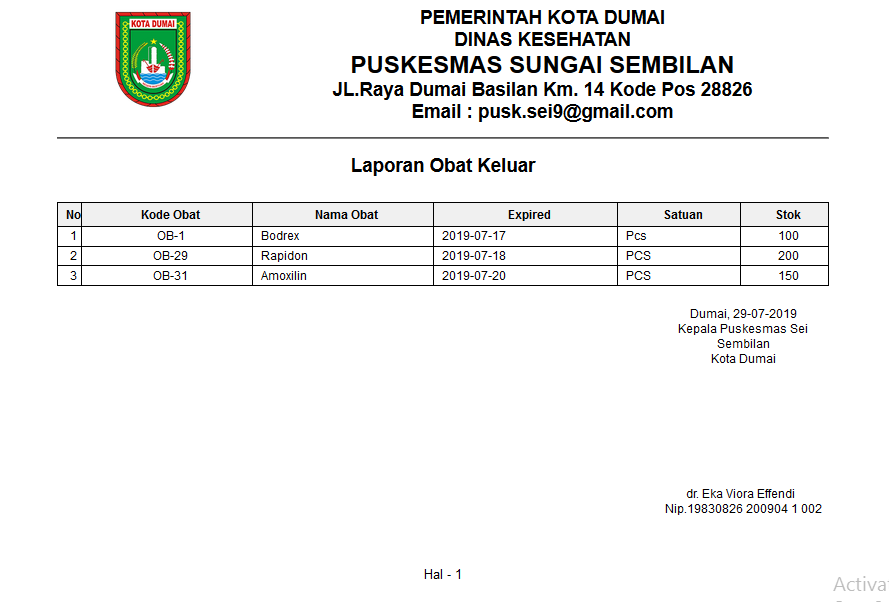 KOTA DUMAI
PEMERINTAH KOTA DUMAI
DINAS KESEHATAN
PUSKESMAS SUNGAI SEMBILAN
JL.Raya Dumai Basilan Km. 14 Kode Pos 28826
Email : pusk.sei9@gmail.com
Laporan Obat Keluar
No Kode Obat Nama Obat Expired Satuan Stok
1 OB-1 Bodrex 2019-07-17 Pcs 100
2 OB-29 Rapidon 2019-07-18 PCS 200
3 OB-31 Amoxilin 2019-07-20 PCS 150
Dumai, 29-07-2019
Kepala Puskesmas Sei
Sembilan
Kota Dumai
dr. Eka Viora Effendi
Nip.19830826 200904 1 002
Hal - 1
Activa